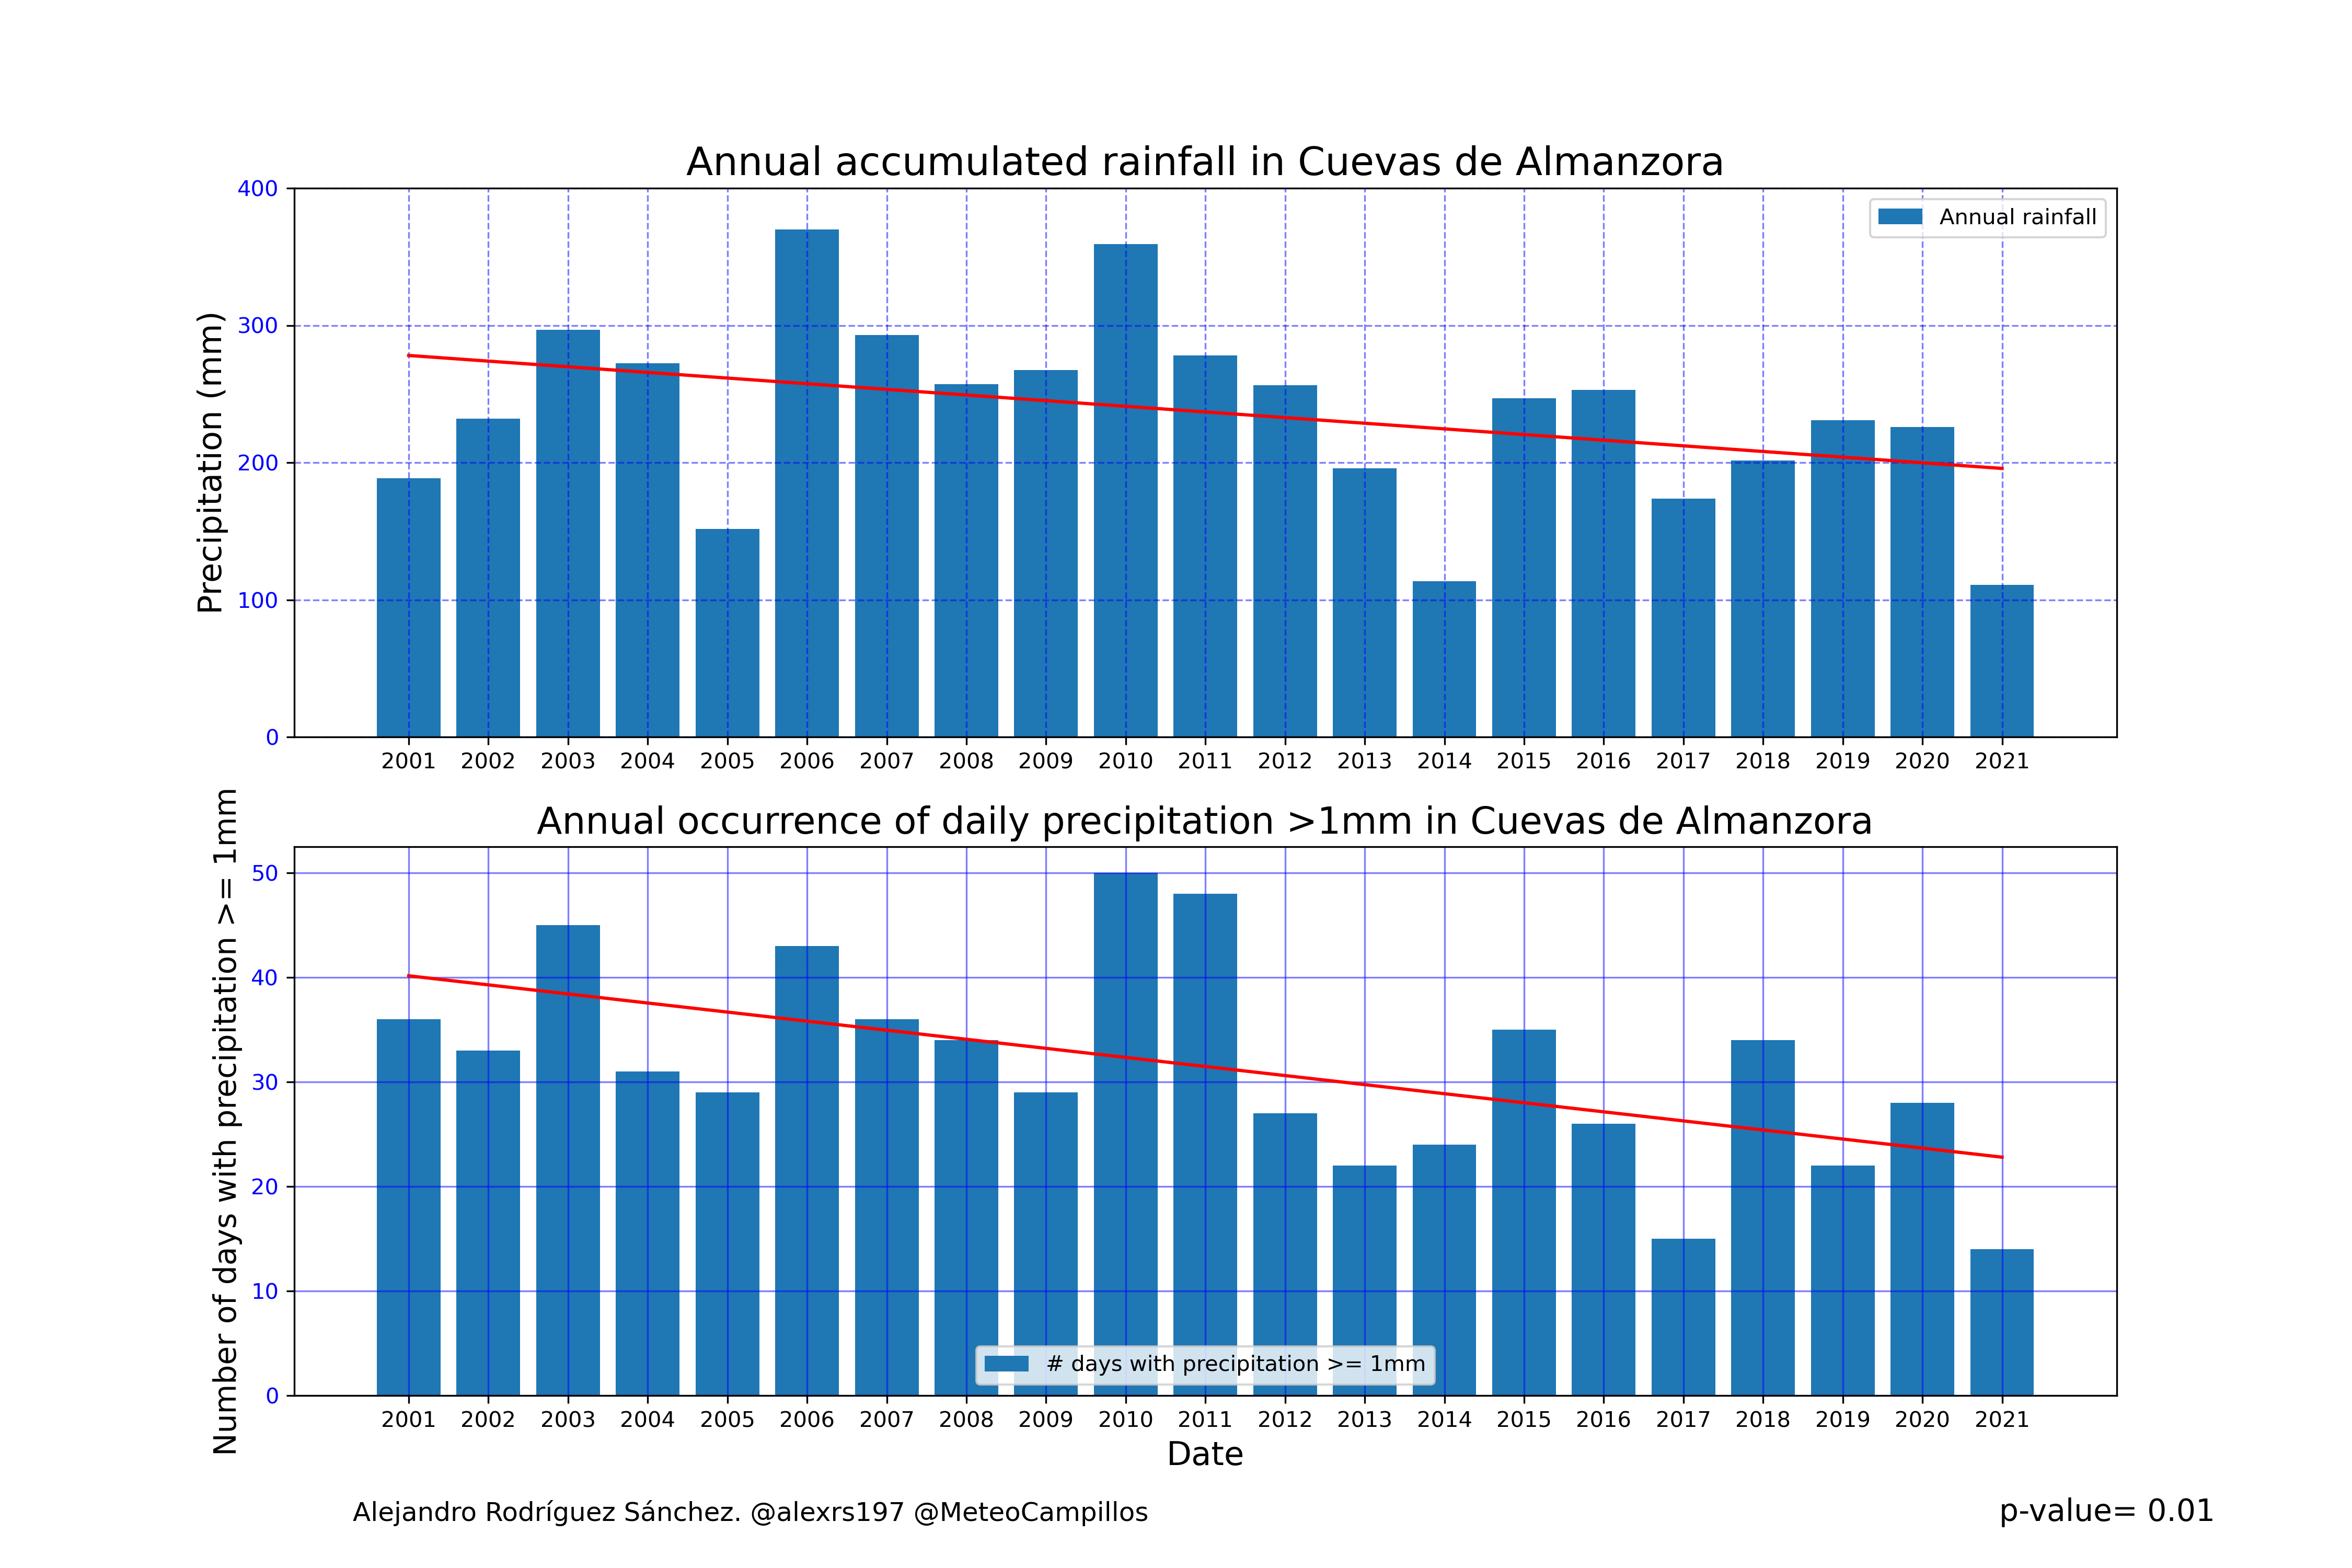 Annual accumulated rainfall in Cuevas de Almanzora
Precipitation (mm)
400
300
200
100
0
Annual rainfall
2001 2002 2003 2004 2005 2006 2007 2008 2009 2010 2011 2012 2013 2014 2015 2016 2017 2018 2019 2020 2021
Annual occurrence of daily precipitation >1mm in Cuevas de Almanzora
Number of days with precipitation >= 1mm
50
40
30
20
10
0
# days with precipitation >= 1mm
2001 2002 2003 2004 2005 2006 2007 2008 2009 2010 2011 2012 2013 2014 2015 2016 2017 2018 2019 2020 2021
Date
Alejandro Rodríguez Sánchez. @alexrs197 @MeteoCampillos
p-value= 0.01